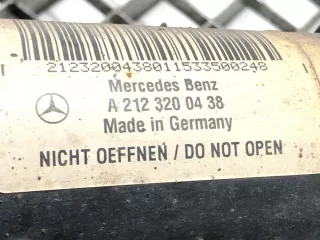 2123200438011533500248
Mercedes Benz
A 212 320 04 38
Made in Germany
NICHT OEFFNEN / DO NOT OPEN